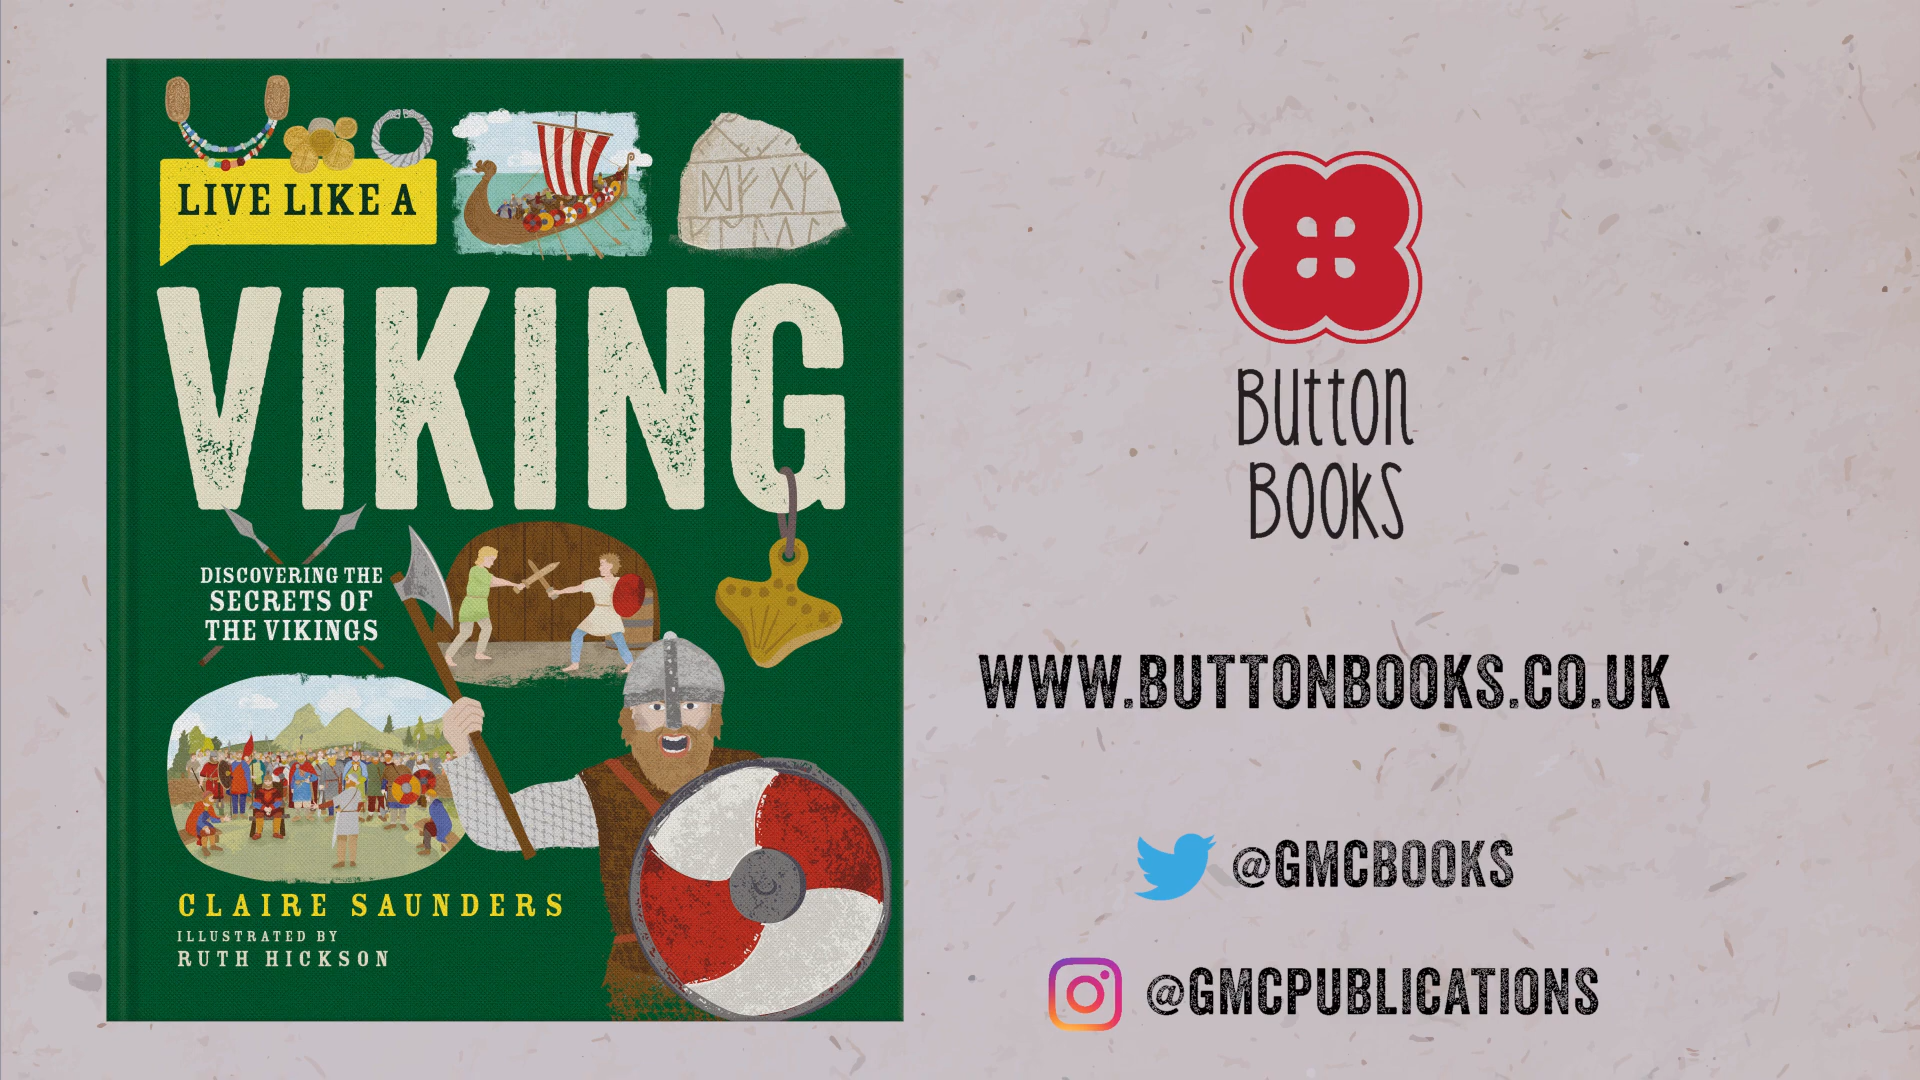 LIVE LIKE A
VIKING
DISCOVERING THE
SECRETS OF
THE VIKINGS
CLAIRE SAUNDERS
ILLUSTRATED BY
RUTH HICKSON
Button
BOOKS
WWW.BUTTONBOOKS.CO.UK
@GMCBOOKS
@GMCPUBLICATIONS